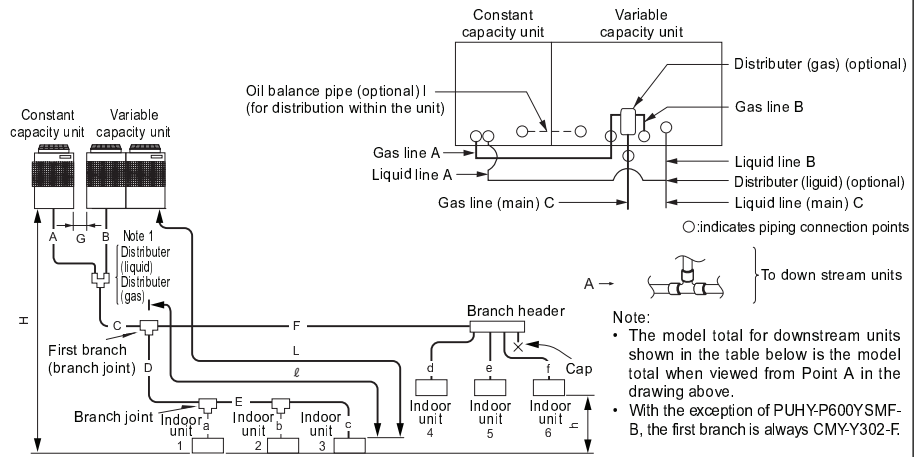 Constant
capacity unit
Variable
capacity unit
Distributer (gas) (optional)
Oil balance pipe (optional) I
(for distribution within the unit)
Gas line B
Gas line A
Liquid line A
Liquid line B
Distributer (liguid) (optional)
Gas line (main) C
Liquid line (main) C
:indicates piping connection points
Constant
capacity unit
Variable
capacity unit
A
G
B
Note 1
Distributer
(liquid)
Distributer
(gas)
H
C
F
First branch
(branch joint)
D
L
ℓ
Branch header
d
e
f
Cap
Indoor
unit
4
Indoor
unit
5
Indoor
unit
6
h
Branch joint
E
Indoor
unit
1
a
Indoor
unit
2
b
Indoor
unit
3
c
A →
To down stream units
Note:
• The model total for downstream units
shown in the table below is the model
total when viewed from Point A in the
drawing above.
• With the exception of PUHY-P600YSMF-
B, the first branch is always CMY-Y302-F.